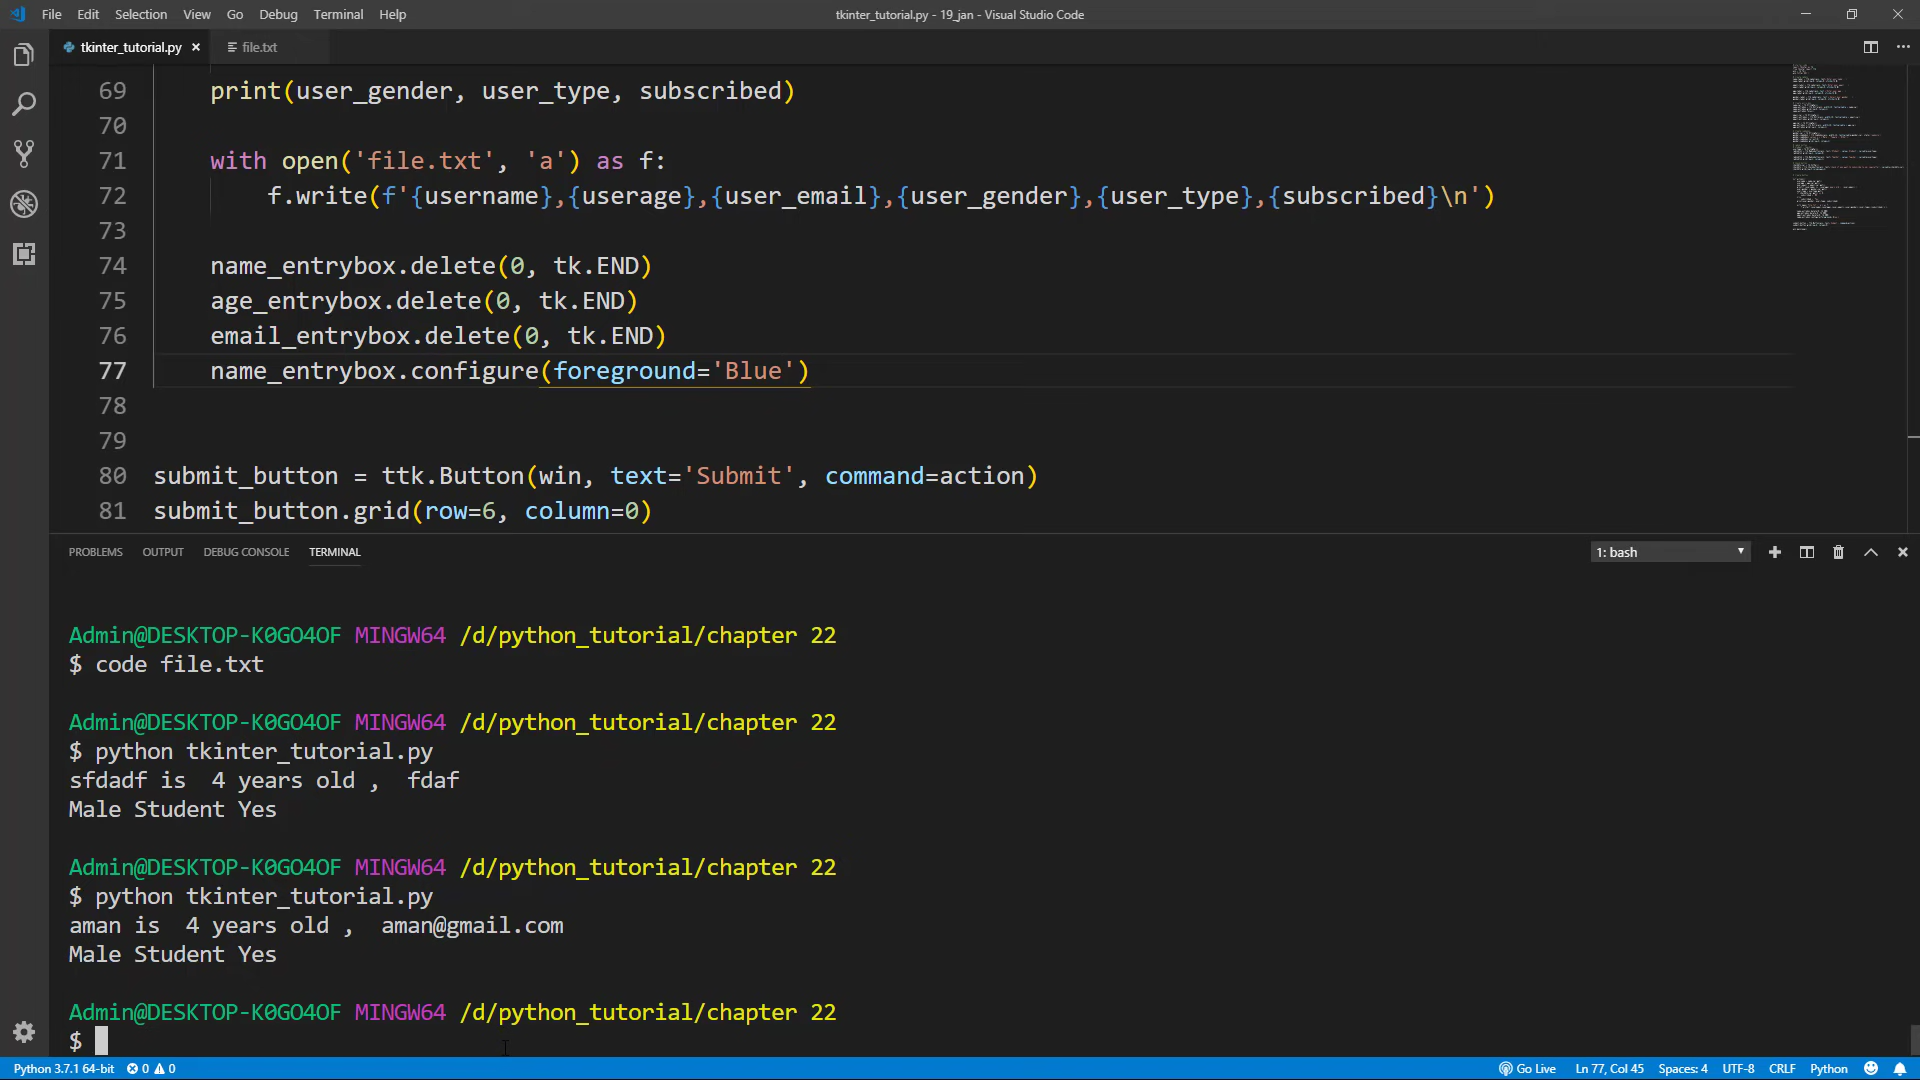 File Edit Selection View Go Debug Terminal Help
tkinter_tutorial.py - 19_jan - Visual Studio Code
tkinter_tutorial.py × file.txt
69 print(user_gender, user_type, subscribed)
70
71 with open('file.txt', 'a') as f:
72 f.write(f'{username},{userage},{user_email},{user_gender},{user_type},{subscribed}\n')
73
74 name_entrybox.delete(0, tk.END)
75 age_entrybox.delete(0, tk.END)
76 email_entrybox.delete(0, tk.END)
77 name_entrybox.configure(foreground='Blue')
78
79
80 submit_button = ttk.Button(win, text='Submit', command=action)
81 submit_button.grid(row=6, column=0)
PROBLEMS OUTPUT DEBUG CONSOLE TERMINAL 1: bash
Admin@DESKTOP-K0GO4OF MINGW64 /d/python_tutorial/chapter 22
$ code file.txt
Admin@DESKTOP-K0GO4OF MINGW64 /d/python_tutorial/chapter 22
$ python tkinter_tutorial.py
sfdadf is  4 years old ,  fdaf
Male Student Yes
Admin@DESKTOP-K0GO4OF MINGW64 /d/python_tutorial/chapter 22
$ python tkinter_tutorial.py
aman is  4 years old ,  aman@gmail.com
Male Student Yes
Admin@DESKTOP-K0GO4OF MINGW64 /d/python_tutorial/chapter 22
$
Python 3.7.1 64-bit 0 0 Go Live Ln 77, Col 45 Spaces: 4 UTF-8 CRLF Python